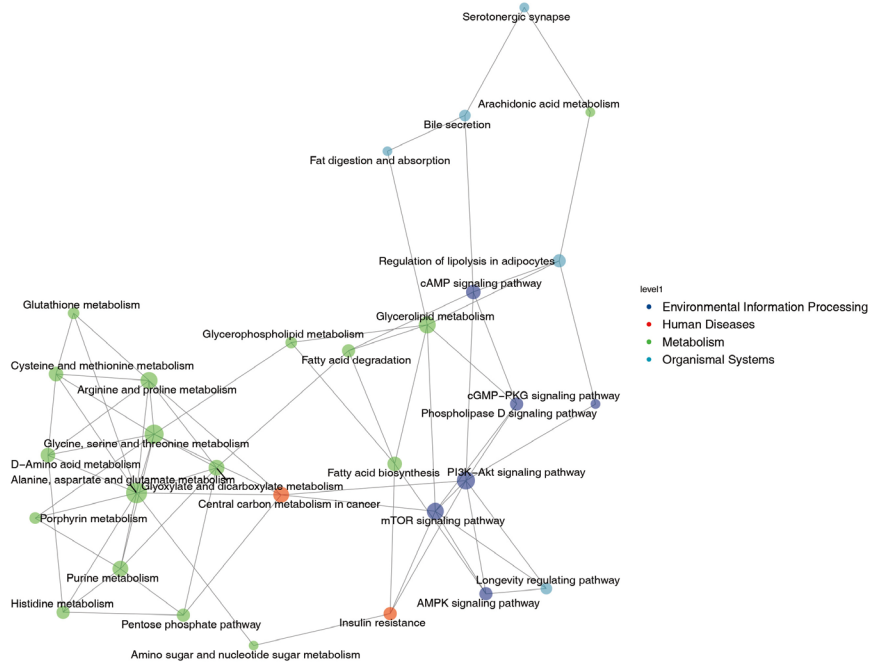 Serotonergic synapse
Arachidonic acid metabolism
Bile secretion
Fat digestion and absorption
Regulation of lipolysis in adipocytes
cAMP signaling pathway
level1
Environmental Information Processing
Human Diseases
Metabolism
Organismal Systems
Glutathione metabolism
Glycerolipid metabolism
Glycerophospholipid metabolism
Fatty acid degradation
Cysteine and methionine metabolism
Arginine and proline metabolism
cGMP-PKG signaling pathway
Phospholipase D signaling pathway
Glycine, serine and threonine metabolism
D-Amino acid metabolism
Fatty acid biosynthesis
PI3K-Akt signaling pathway
Alanine, aspartate and glutamate metabolism
Glyoxylate and dicarboxylate metabolism
Central carbon metabolism in cancer
Porphyrin metabolism
mTOR signaling pathway
Purine metabolism
Longevity regulating pathway
Histidine metabolism
AMPK signaling pathway
Pentose phosphate pathway
Insulin resistance
Amino sugar and nucleotide sugar metabolism